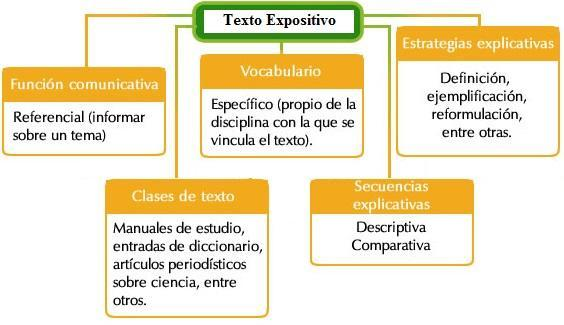 Texto Expositivo
Función comunicativa
Referencial (informar
sobre un tema)
Vocabulario
Específico (propio de la
disciplina con la que se
vincula el texto).
Estrategias explicativas
Definición,
ejemplificación,
reformulación,
entre otras.
Clases de texto
Manuales de estudio,
entradas de diccionario,
artículos periodísticos
sobre ciencia, entre
otros.
Secuencias
explicativas
Descriptiva
Comparativa